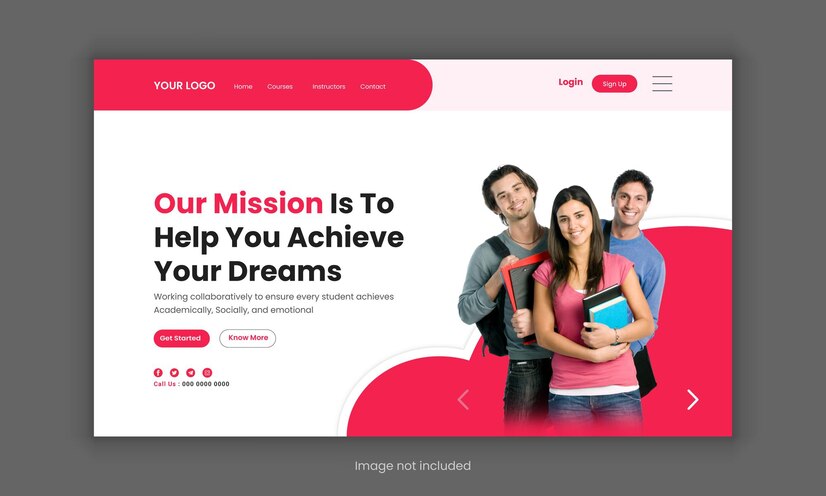 YOUR LOGO Home Courses Instructors Contact Login Sign Up
Our Mission Is To
Help You Achieve
Your Dreams
Working collaboratively to ensure every student achieves
Academically, Socially, and emotional
Get Started Know More
Call Us : 000 0000 0000
Image not included